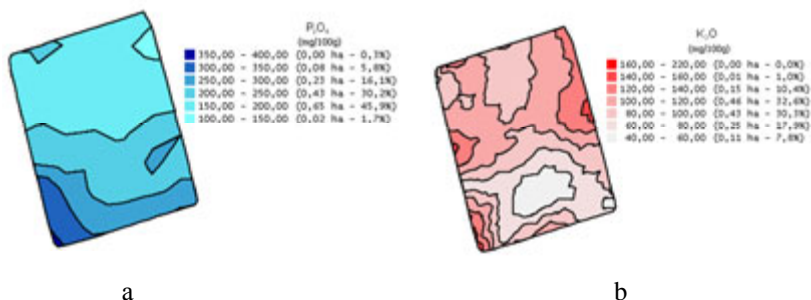 P₂O₅
(mg/100g)
350,00 - 400,00 {0,00 ha - 0,3%}
300,00 - 350,00 {0,08 ha - 5,8%}
250,00 - 300,00 {0,23 ha - 16,1%}
200,00 - 250,00 {0,43 ha - 30,2%}
150,00 - 200,00 {0,65 ha - 45,9%}
100,00 - 150,00 {0,02 ha - 1,7%}
K₂O
(mg/100g)
160,00 - 220,00 {0,00 ha - 0,0%}
140,00 - 160,00 {0,01 ha - 1,0%}
120,00 - 140,00 {0,15 ha - 10,4%}
100,00 - 120,00 {0,46 ha - 32,6%}
80,00 - 100,00 {0,43 ha - 30,3%}
60,00 - 80,00 {0,25 ha - 17,9%}
40,00 - 60,00 {0,11 ha - 7,8%}
a
b